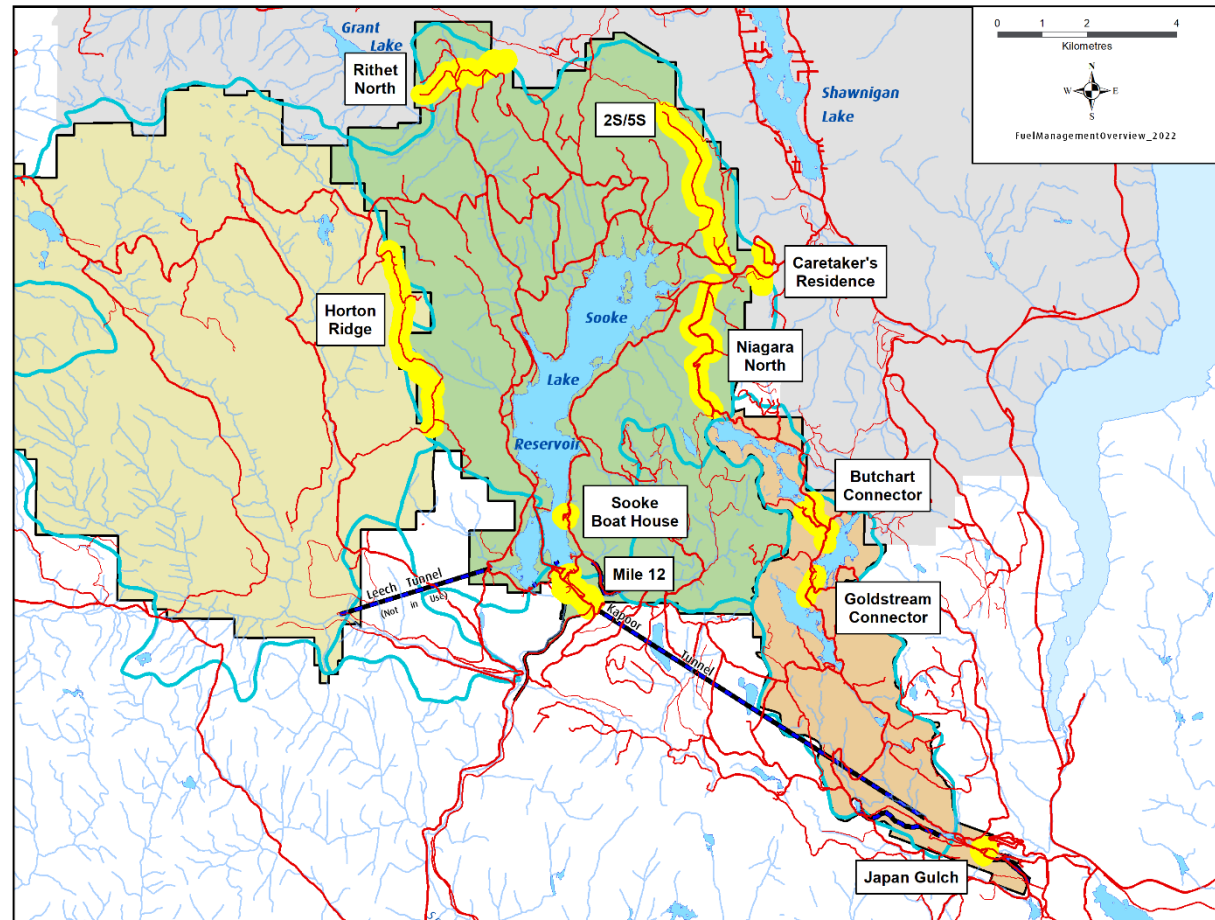 Grant
Lake
Rithet
North
2S/5S
Shawnigan
Lake
0 1 2 4
Kilometres
N
W E
S
FuelManagementOverview_2022
Caretaker's
Residence
Horton
Ridge
Sooke
Lake
Reservoir
Niagara
North
Butchart
Connector
Sooke
Boat House
Mile 12
Goldstream
Connector
Leech Tunnel
(Not in Use)
Kapoor
Tunnel
Japan Gulch